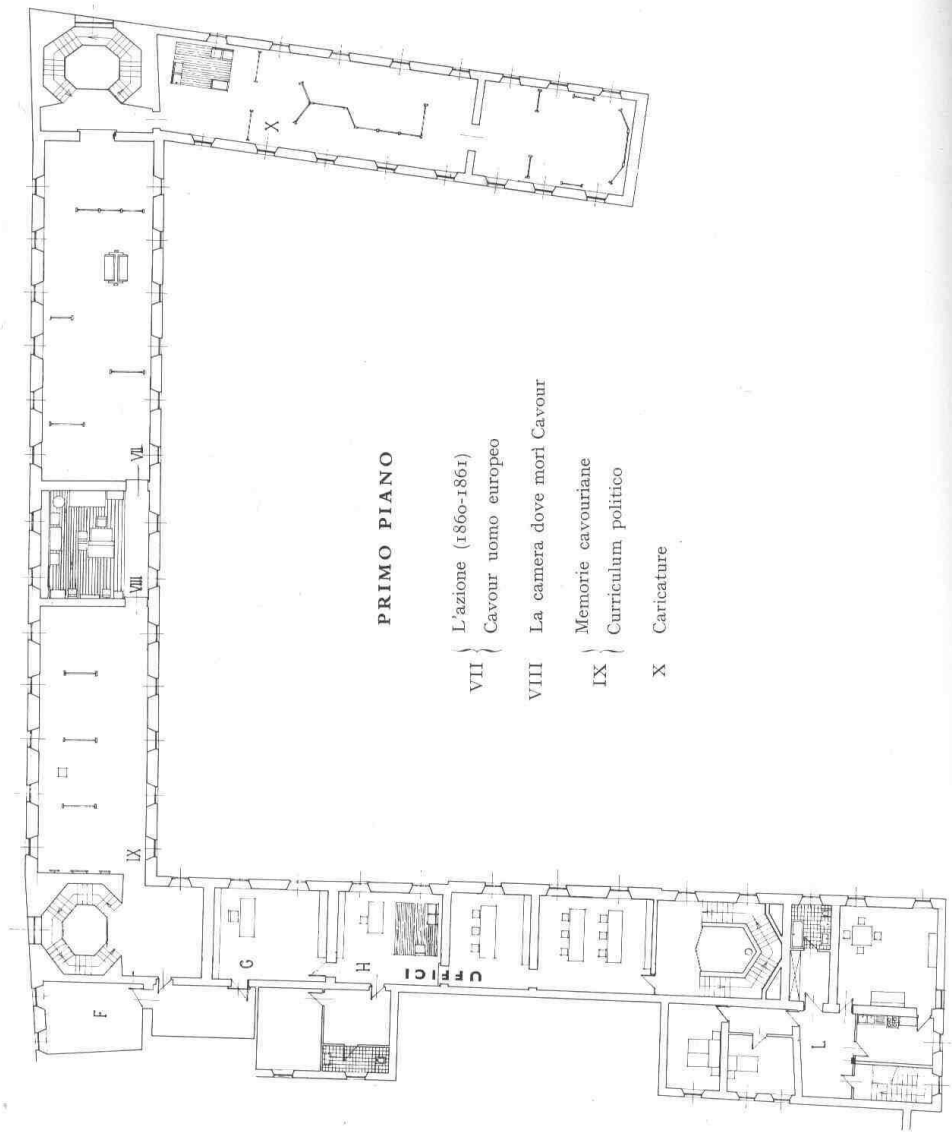 PRIMO PIANO
VII { L'azione (1860-1861)
Cavour uomo europeo
VIII La camera dove morì Cavour
IX { Memorie cavouriane
Curriculum politico
X Caricature
X
VII
VIII
IX
F
G
H
UFFICI
L